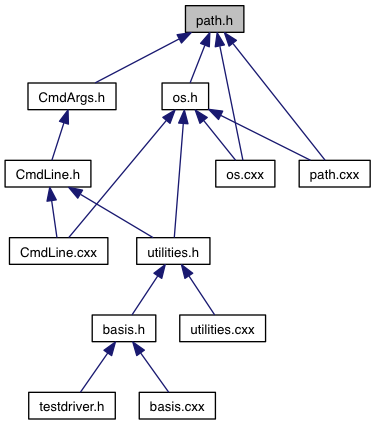 path.h
CmdArgs.h
os.h
CmdLine.h
os.cxx
path.cxx
CmdLine.cxx
utilities.h
basis.h
utilities.cxx
testdriver.h
basis.cxx